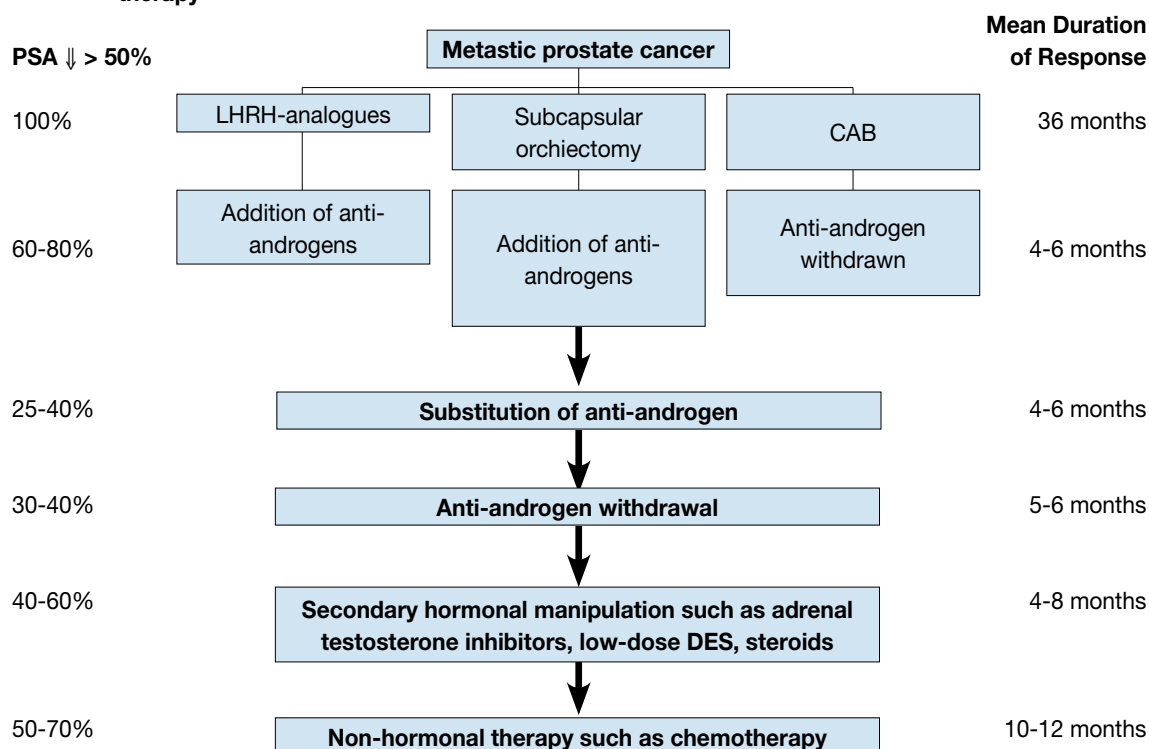 therapy
Mean Duration
of Response
PSA ⇓ > 50%
Metastic prostate cancer
100%
LHRH-analogues
Subcapsular
orchiectomy
CAB
36 months
60-80%
Addition of anti-
androgens
Addition of anti-
androgens
Anti-androgen
withdrawn
4-6 months
25-40%
Substitution of anti-androgen
4-6 months
30-40%
Anti-androgen withdrawal
5-6 months
40-60%
Secondary hormonal manipulation such as adrenal
testosterone inhibitors, low-dose DES, steroids
4-8 months
50-70%
Non-hormonal therapy such as chemotherapy
10-12 months